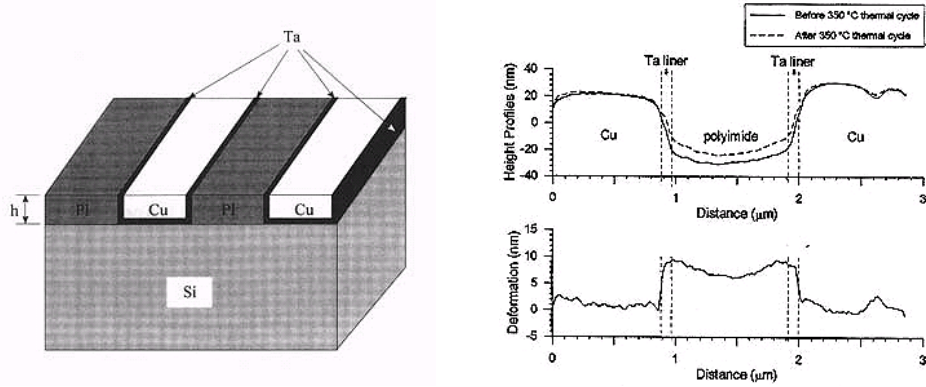 Ta
h
PI
Cu
PI
Cu
Si
Before 350 °C thermal cycle
After 350 °C thermal cycle
Ta liner
Ta liner
Height Profiles (nm)
40
20
0
-20
-40
Cu
polyimide
Cu
0
1
2
3
Distance (μm)
Deformation (nm)
15
10
5
0
-5
0
1
2
3
Distance (μm)